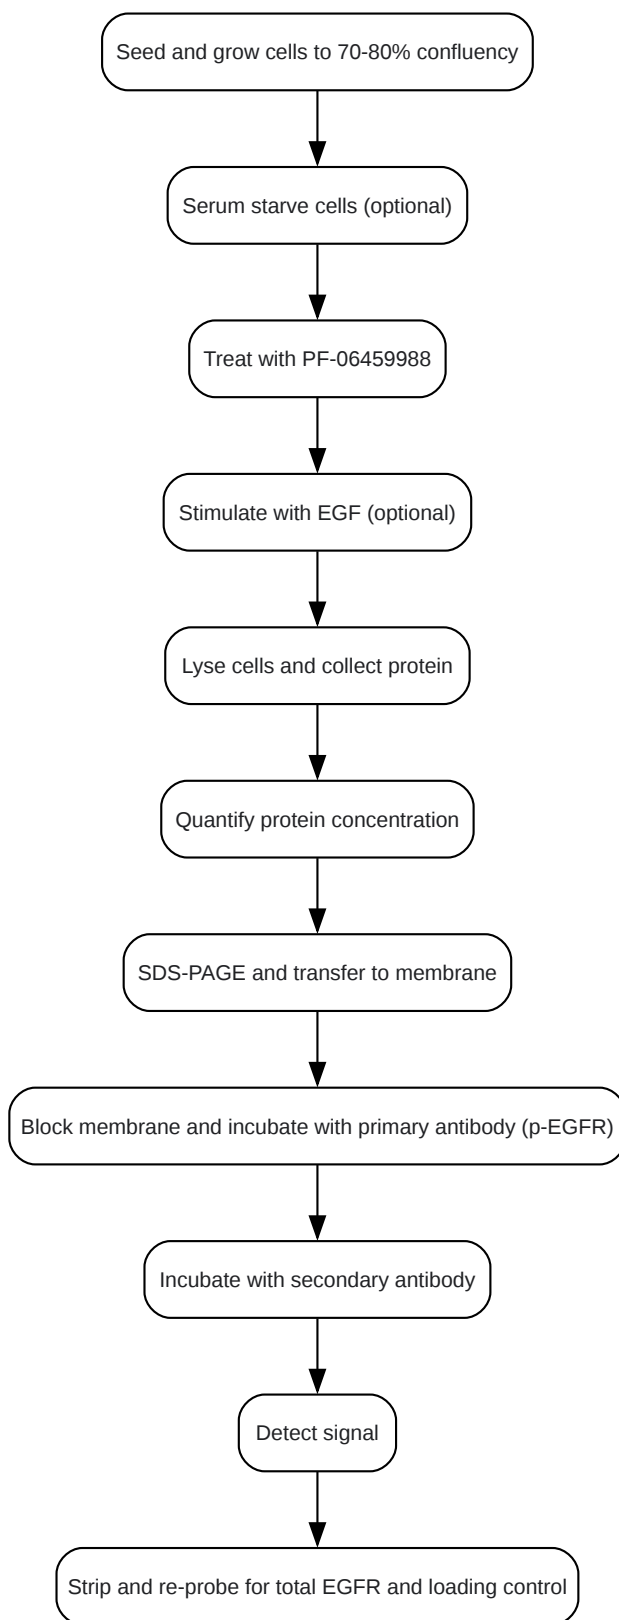 Seed and grow cells to 70-80% confluency
Serum starve cells (optional)
Treat with PF-06459988
Stimulate with EGF (optional)
Lyse cells and collect protein
Quantify protein concentration
SDS-PAGE and transfer to membrane
Block membrane and incubate with primary antibody (p-EGFR)
Incubate with secondary antibody
Detect signal
Strip and re-probe for total EGFR and loading control